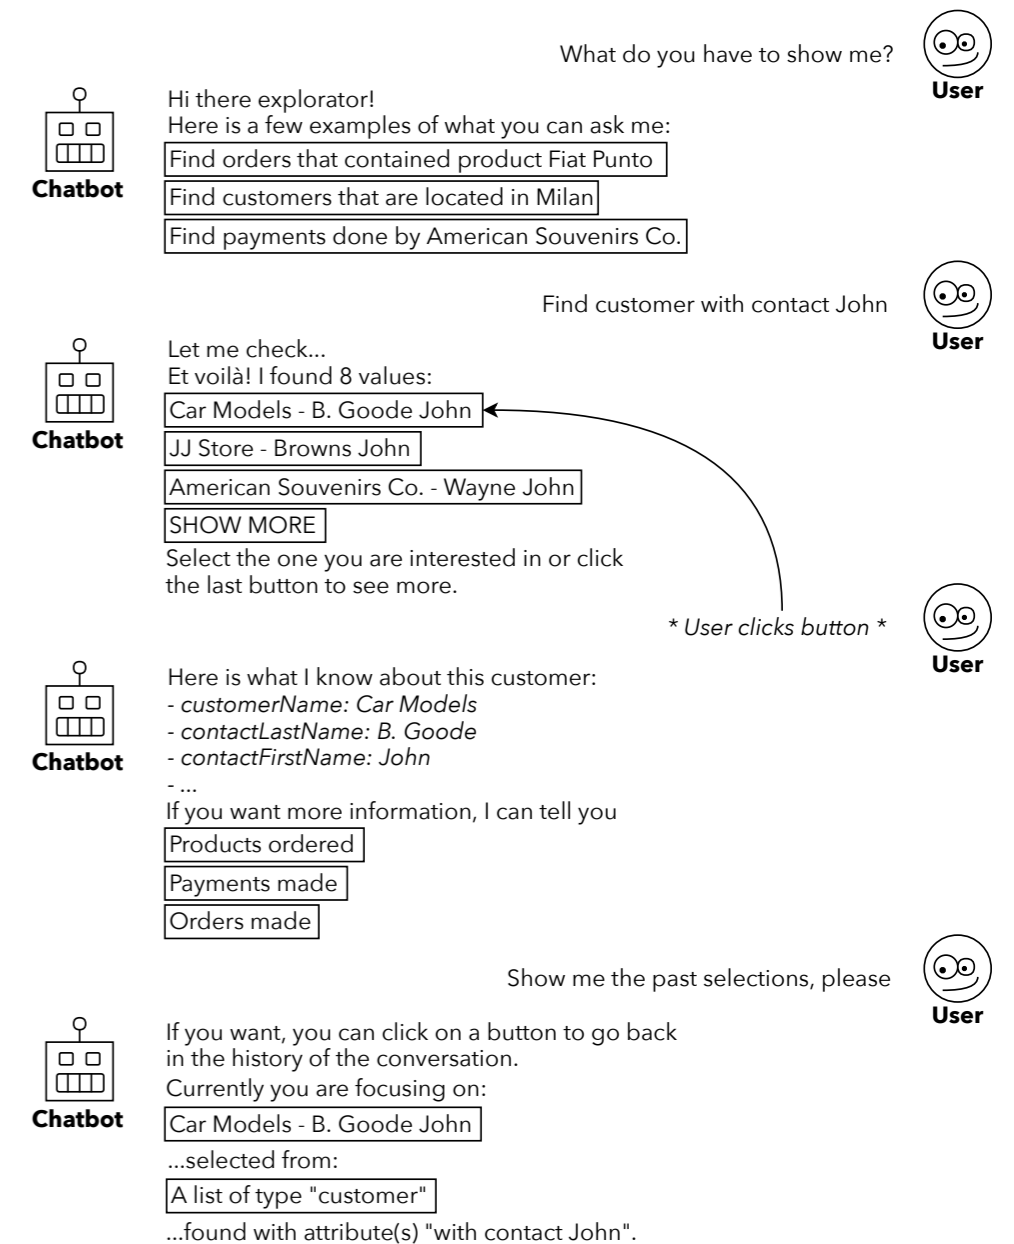 What do you have to show me?
User
Hi there explorator!
Here is a few examples of what you can ask me:
Find orders that contained product Fiat Punto
Find customers that are located in Milan
Find payments done by American Souvenirs Co.
Chatbot
Find customer with contact John
User
Let me check...
Et voilà! I found 8 values:
Car Models - B. Goode John
JJ Store - Browns John
American Souvenirs Co. - Wayne John
SHOW MORE
Select the one you are interested in or click
the last button to see more.
Chatbot
* User clicks button *
User
Here is what I know about this customer:
- customerName: Car Models
- contactLastName: B. Goode
- contactFirstName: John
- ...
If you want more information, I can tell you
Products ordered
Payments made
Orders made
Chatbot
Show me the past selections, please
User
If you want, you can click on a button to go back
in the history of the conversation.
Currently you are focusing on:
Car Models - B. Goode John
...selected from:
A list of type "customer"
...found with attribute(s) "with contact John".
Chatbot